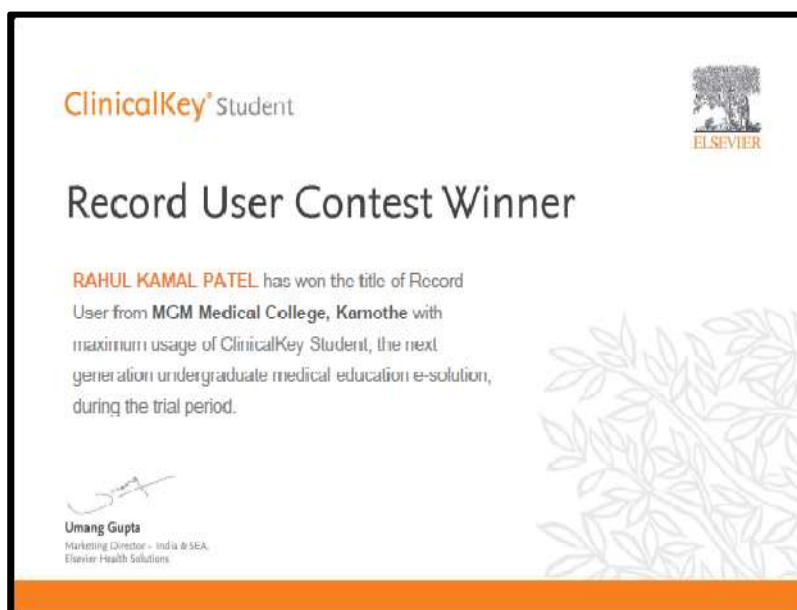 ClinicalKey® Student
ELSEVIER
Record User Contest Winner
RAHUL KAMAL PATEL has won the title of Record
User from MGM Medical College, Kamothe with
maximum usage of ClinicalKey Student, the next
generation undergraduate medical education e-solution,
during the trial period.
Umang Gupta
Marketing Director - India & SEA,
Elsevier Health Solutions